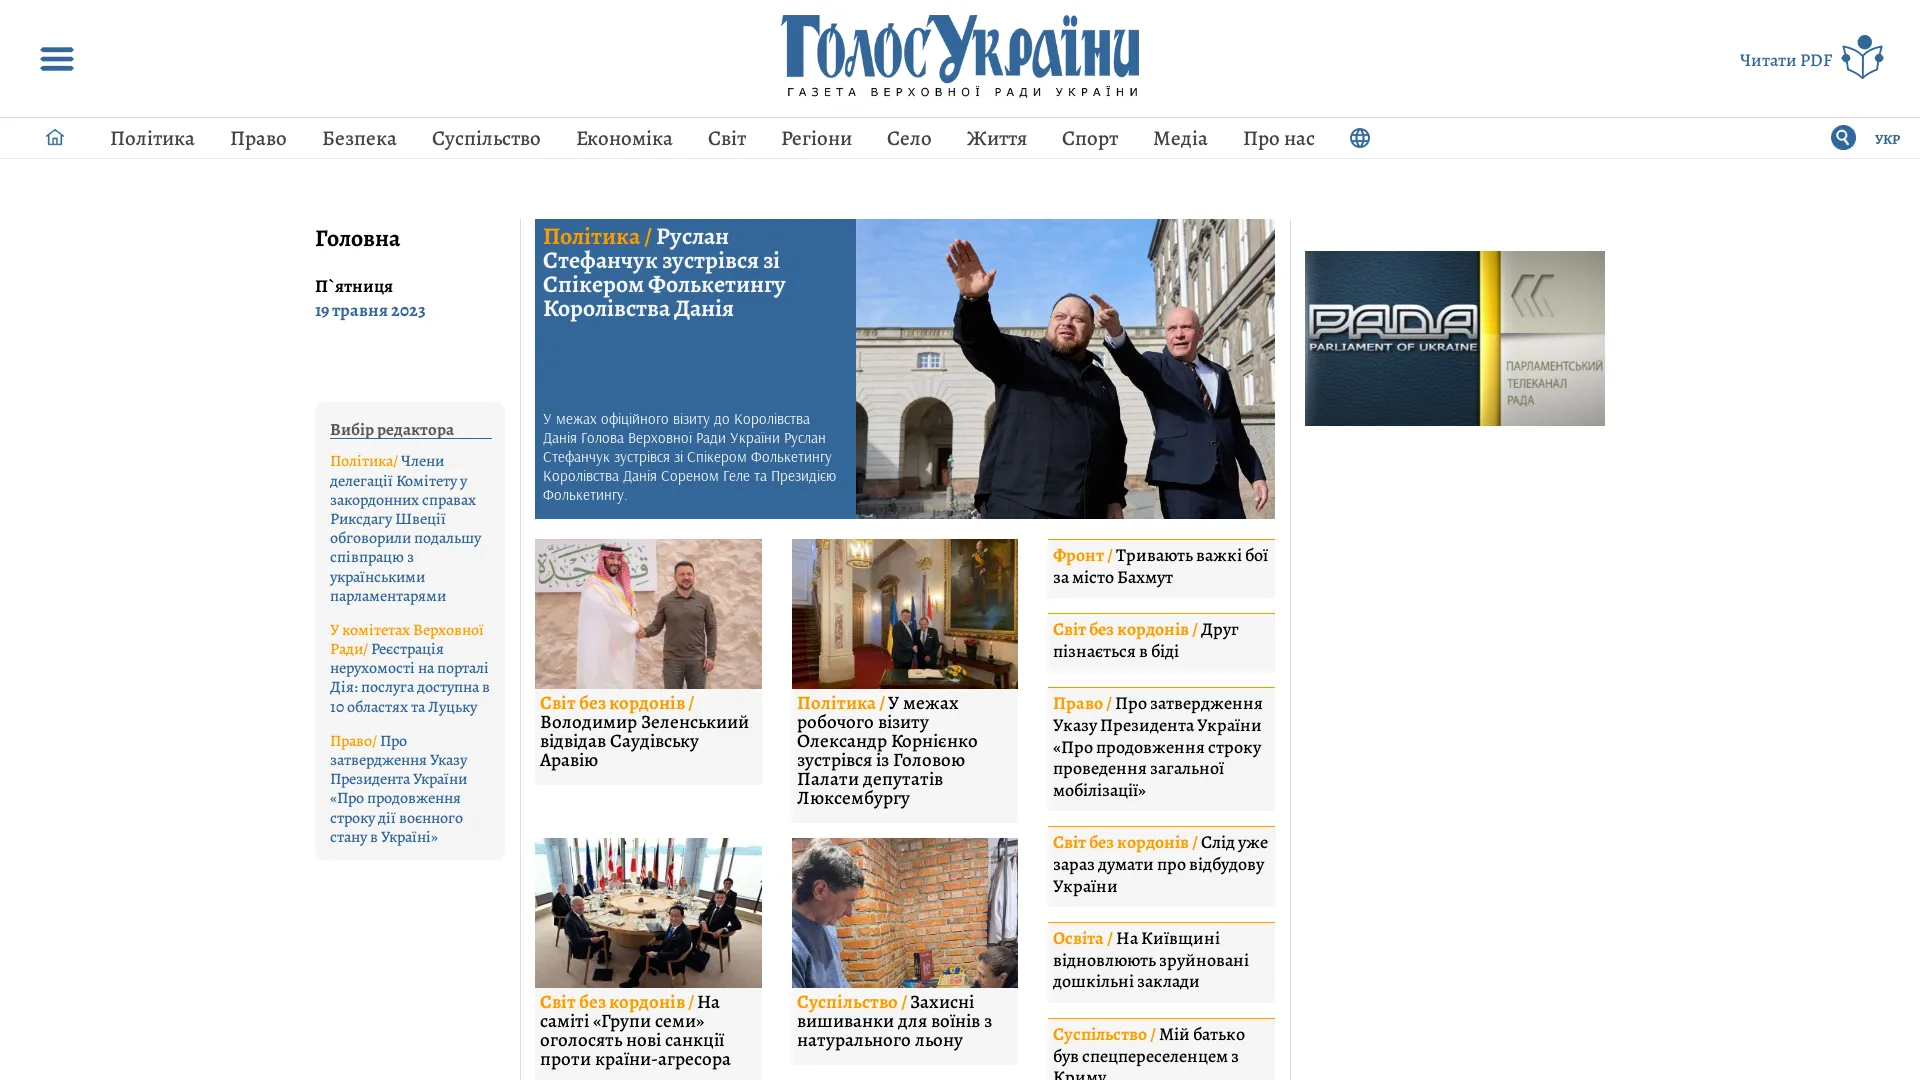 Голос України
ГАЗЕТА ВЕРХОВНОЇ РАДИ УКРАЇНИ
Читати PDF
Політика
Право
Безпека
Суспільство
Економіка
Світ
Регіони
Село
Життя
Спорт
Медіа
Про нас
УКР
Головна
П`ятниця
19 травня 2023
Вибір редактора
Політика/ Члени
делегації Комітету у
закордонних справах
Риксдагу Швеції
обговорили подальшу
співпрацю з
українськими
парламентарями
У комітетах Верховної
Ради/ Реєстрація
нерухомості на порталі
Дія: послуга доступна в
10 областях та Луцьку
Право/ Про
затвердження Указу
Президента України
«Про продовження
строку дії воєнного
стану в Україні»
Політика / Руслан
Стефанчук зустрівся зі
Спікером Фолькетингу
Королівства Данія
У межах офіційного візиту до Королівства
Данія Голова Верховної Ради України Руслан
Стефанчук зустрівся зі Спікером Фолькетингу
Королівства Данія Сореном Геле та Президією
Фолькетингу.
Світ без кордонів /
Володимир Зеленськиий
відвідав Саудівську
Аравію
Політика / У межах
робочого візиту
Олександр Корнієнко
зустрівся із Головою
Палати депутатів
Люксембургу
Світ без кордонів / На
саміті «Групи семи»
оголосять нові санкції
проти країни-агресора
Суспільство / Захисні
вишиванки для воїнів з
натурального льону
Фронт / Тривають важкі бої
за місто Бахмут
Світ без кордонів / Друг
пізнається в біді
Право / Про затвердження
Указу Президента України
«Про продовження строку
проведення загальної
мобілізації»
Світ без кордонів / Слід уже
зараз думати про відбудову
України
Освіта / На Київщині
відновлюють зруйновані
дошкільні заклади
Суспільство / Мій батько
був спецпереселенцем з
Криму
РАДА
PARLIAMENT OF UKRAINE
ПАРЛАМЕНТСЬКИЙ
ТЕЛЕКАНАЛ
РАДА